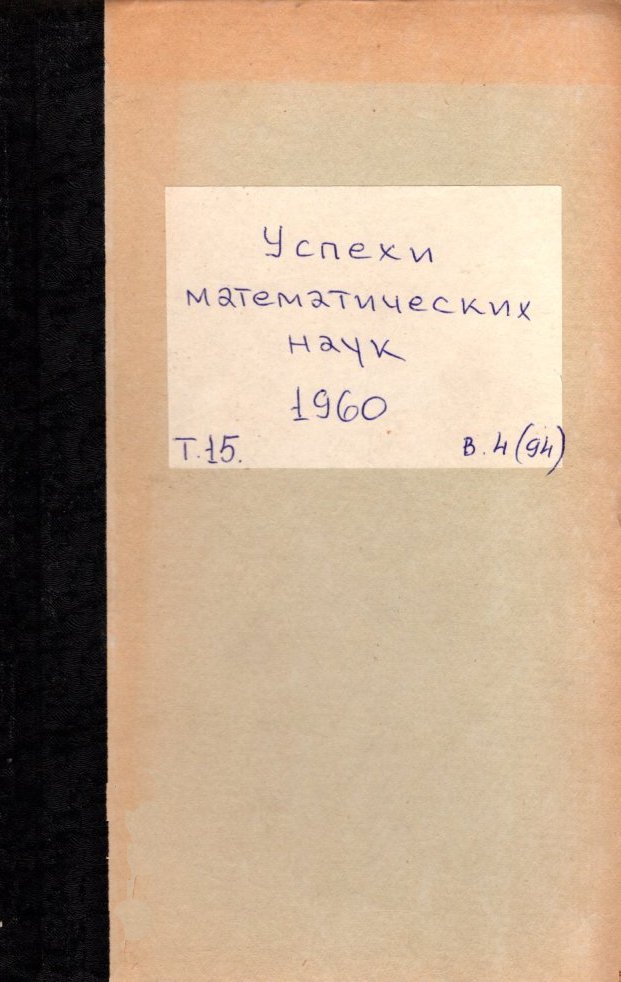 Успехи
математических
наук
1960
Т.15. В.4(94)